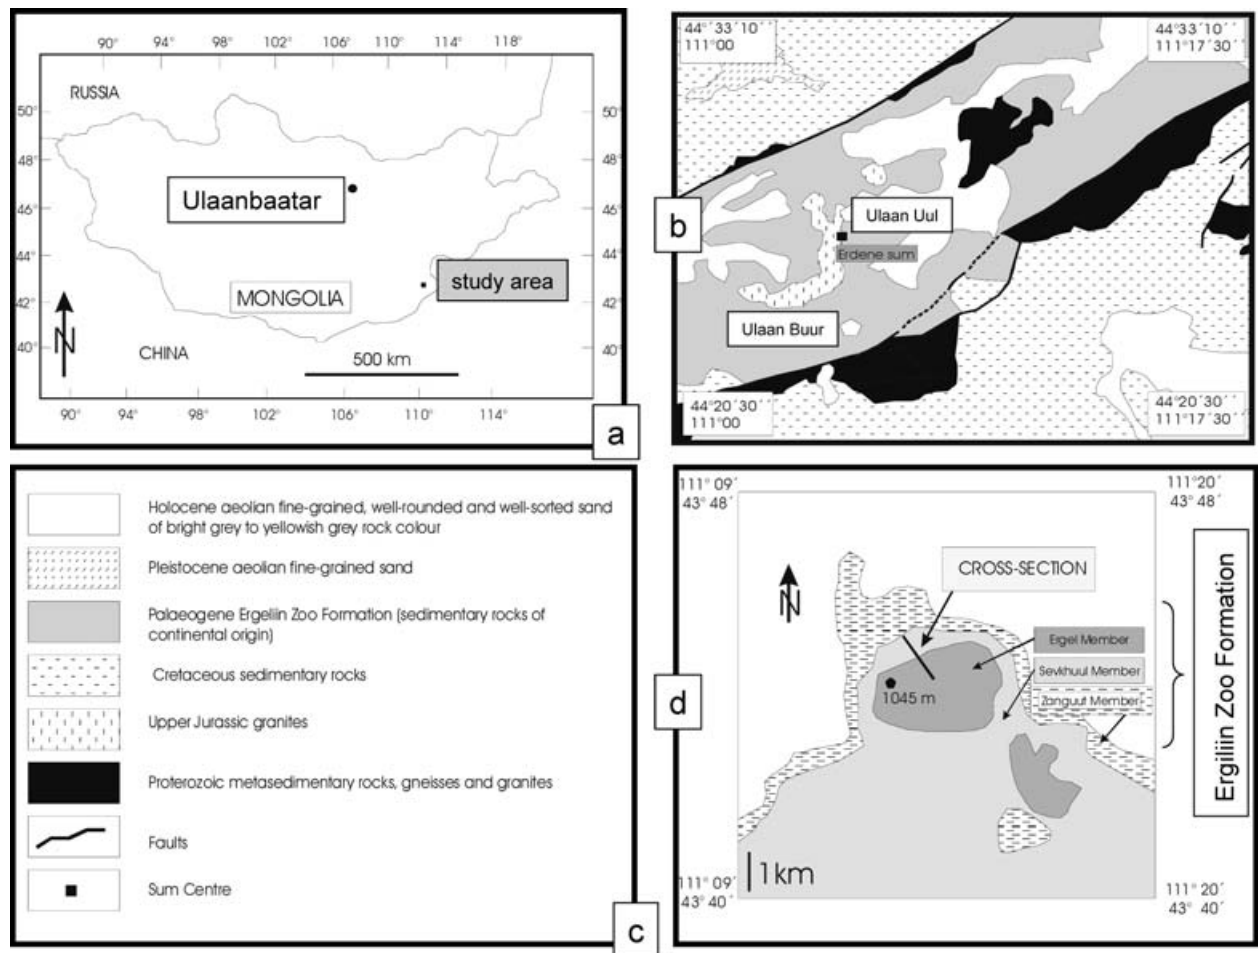 90° 94° 98° 102° 106° 110° 114° 118°
RUSSIA
50° 50°
48° 48°
Ulaanbaatar
46° 46°
44° 44°
study area
MONGOLIA
42° 42°
N
40° 40°
CHINA
500 km
90° 94° 98° 102° 106° 110° 114°
a
44° 33´ 10´´
111° 00´
44° 33´ 10´´
111° 17´ 30´´
b
Ulaan Uul
Erdene sum
Ulaan Buur
44° 20´ 30´´
111° 00´
44° 20´ 30´´
111° 17´ 30´´
Holocene aeolian fine-grained, well-rounded and well-sorted sand
of bright grey to yellowish grey rock colour
Pleistocene aeolian fine-grained sand
Palaeogene Ergeliin Zoo Formation (sedimentary rocks of
continental origin)
Cretaceous sedimentary rocks
Upper Jurassic granites
Proterozoic metasedimentary rocks, gneisses and granites
Faults
Sum Centre
c
111° 09´
43° 48´
111° 20´
43° 48´
CROSS-SECTION
N
Ergel Member
Sevkhuul Member
Zanguut Member
1045 m
d
Ergiliin Zoo Formation
1km
111° 09´
43° 40´
111° 20´
43° 40´